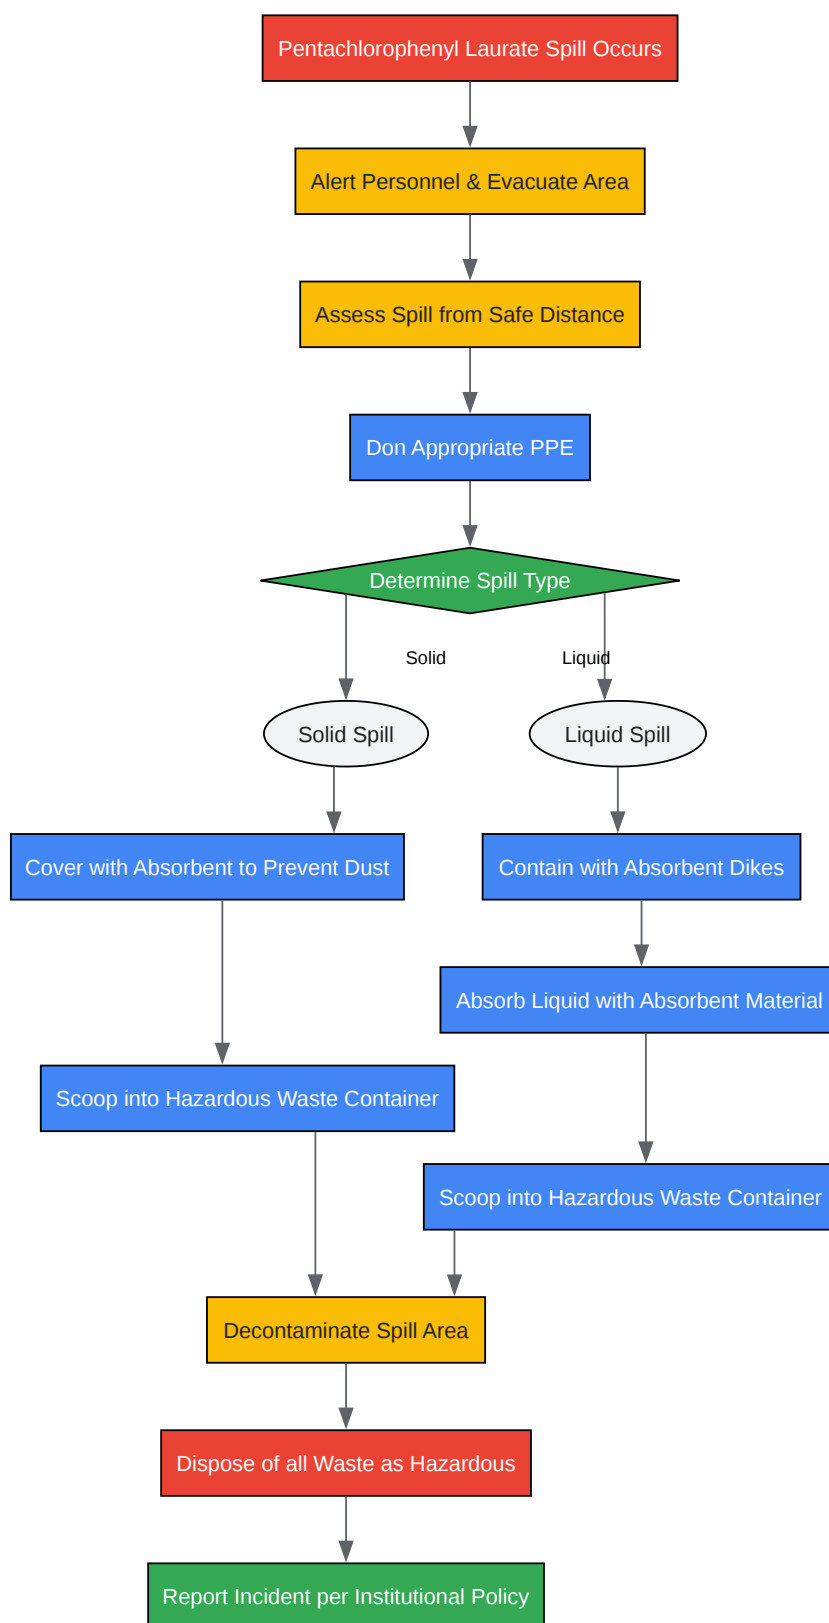 Pentachlorophenyl Laurate Spill Occurs
Alert Personnel & Evacuate Area
Assess Spill from Safe Distance
Don Appropriate PPE
Determine Spill Type
Solid
Liquid
Solid Spill
Liquid Spill
Cover with Absorbent to Prevent Dust
Contain with Absorbent Dikes
Absorb Liquid with Absorbent Material
Scoop into Hazardous Waste Container
Scoop into Hazardous Waste Container
Decontaminate Spill Area
Dispose of all Waste as Hazardous
Report Incident per Institutional Policy